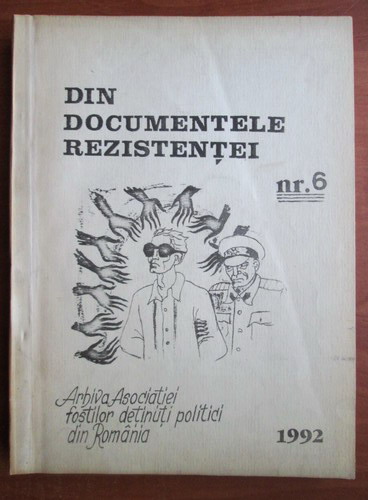 DIN
DOCUMENTELE
REZISTENȚEI
nr.6
Arhiva Asociației
foștilor deținuți politici
din România
1992